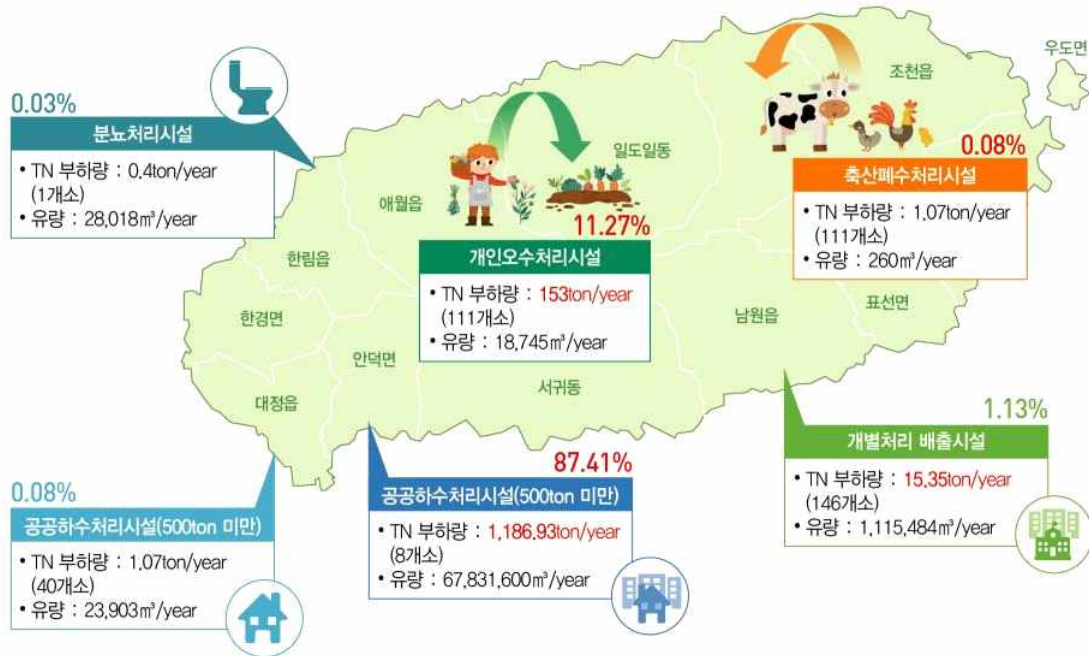 우도면
조천읍
0.03%
분뇨처리시설
• TN 부하량 : 0.4ton/year
(1개소)
• 유량 : 28,018㎥/year
일도일동
애월읍
0.08%
축산폐수처리시설
• TN 부하량 : 1.07ton/year
(111개소)
• 유량 : 260㎥/year
11.27%
개인오수처리시설
• TN 부하량 : 153ton/year
(111개소)
• 유량 : 18,745㎥/year
한림읍
한경면
안덕면
대정읍
서귀동
남원읍
표선면
1.13%
개별처리 배출시설
• TN 부하량 : 15.35ton/year
(146개소)
• 유량 : 1,115,484㎥/year
87.41%
공공하수처리시설(500ton 미만)
• TN 부하량 : 1,186.93ton/year
(8개소)
• 유량 : 67,831,600㎥/year
0.08%
공공하수처리시설(500ton 미만)
• TN 부하량 : 1.07ton/year
(40개소)
• 유량 : 23,903㎥/year